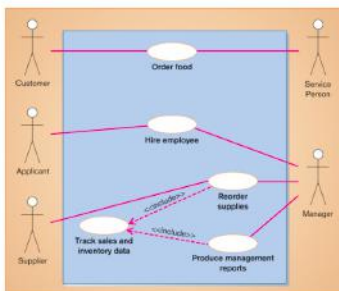 Order food
Customer
Service
Person
Hire employee
Applicant
Manager
<<include>>
Reorder
supplies
<<include>>
Track sales and
inventory data
Supplier
Produce management
reports